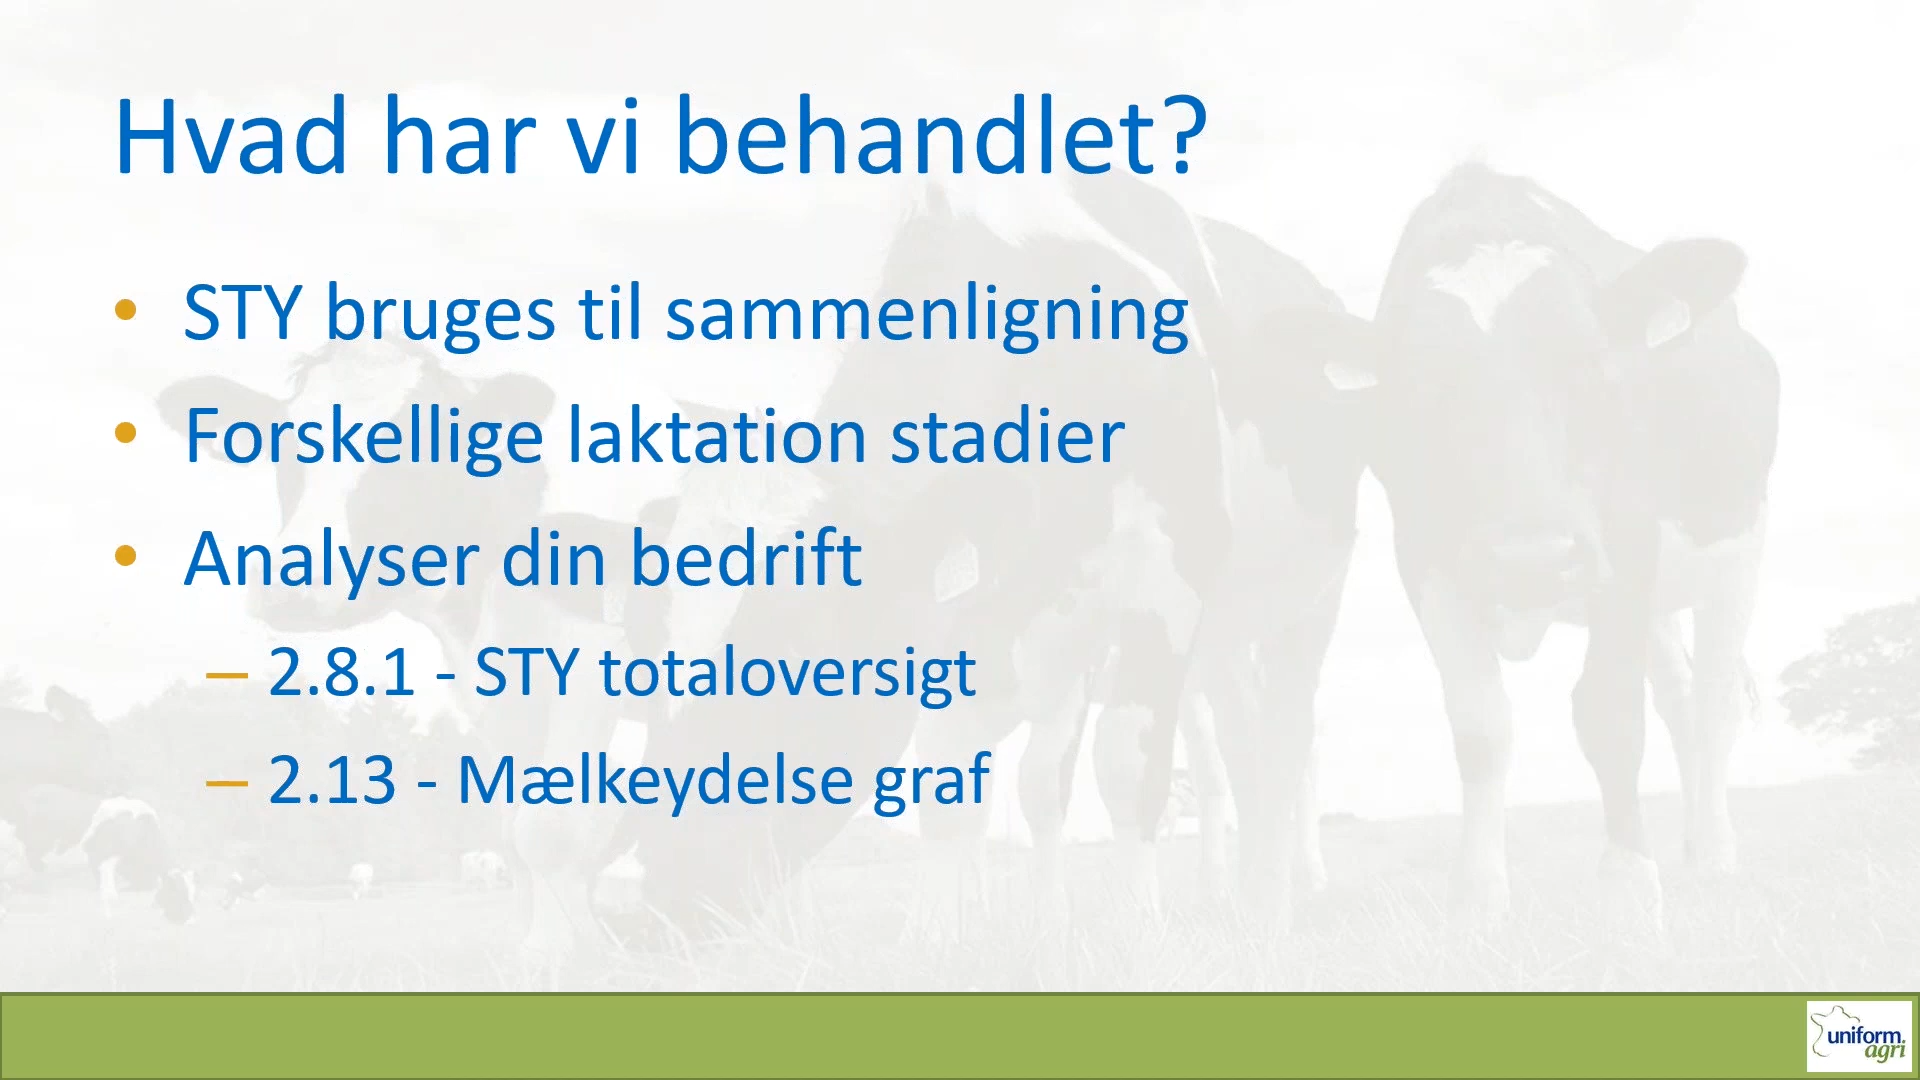 Hvad har vi behandlet?
• STY bruges til sammenligning
• Forskellige laktation stadier
• Analyser din bedrift
– 2.8.1 - STY totaloversigt
– 2.13 - Mælkeydelse graf
uniform
agri